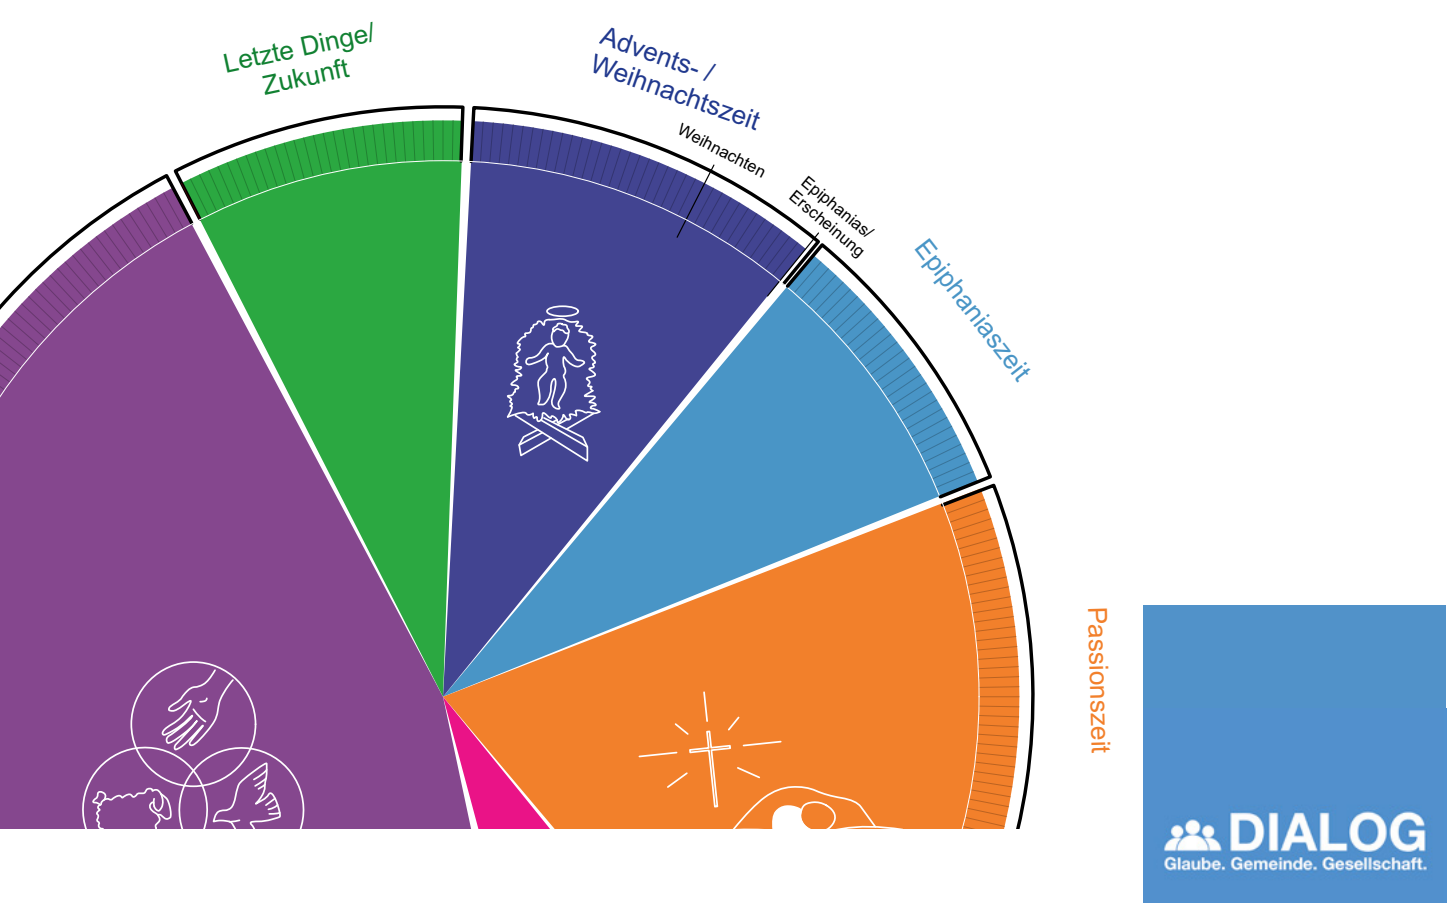 Letzte Dinge/
Zukunft
Advents- /
Weihnachtszeit
Weihnachten
Epiphanias/
Erscheinung
Epiphaniaszeit
Passionszeit
DIALOG
Glaube. Gemeinde. Gesellschaft.